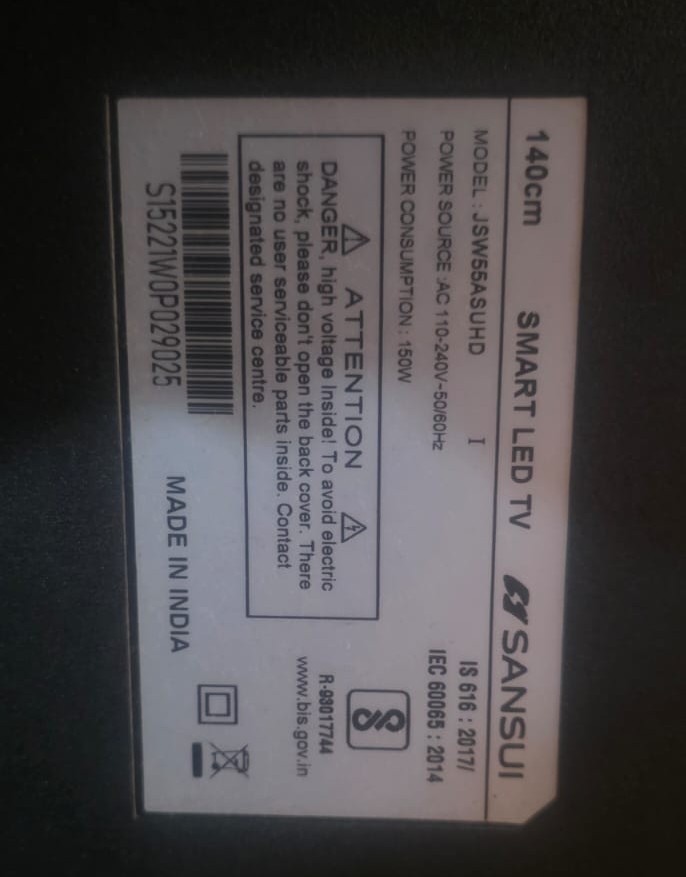 140cm SMART LED TV SANSUI
MODEL : JSW55ASUHD I
POWER SOURCE :AC 110-240V~50/60Hz
POWER CONSUMPTION : 150W
IS 616 : 2017/
IEC 60065 : 2014
ATTENTION
DANGER, high voltage Inside! To avoid electric
shock, please don't open the back cover. There
are no user serviceable parts inside. Contact
designated service centre.
R-93017744
www.bis.gov.in
S15221W0P029025
MADE IN INDIA